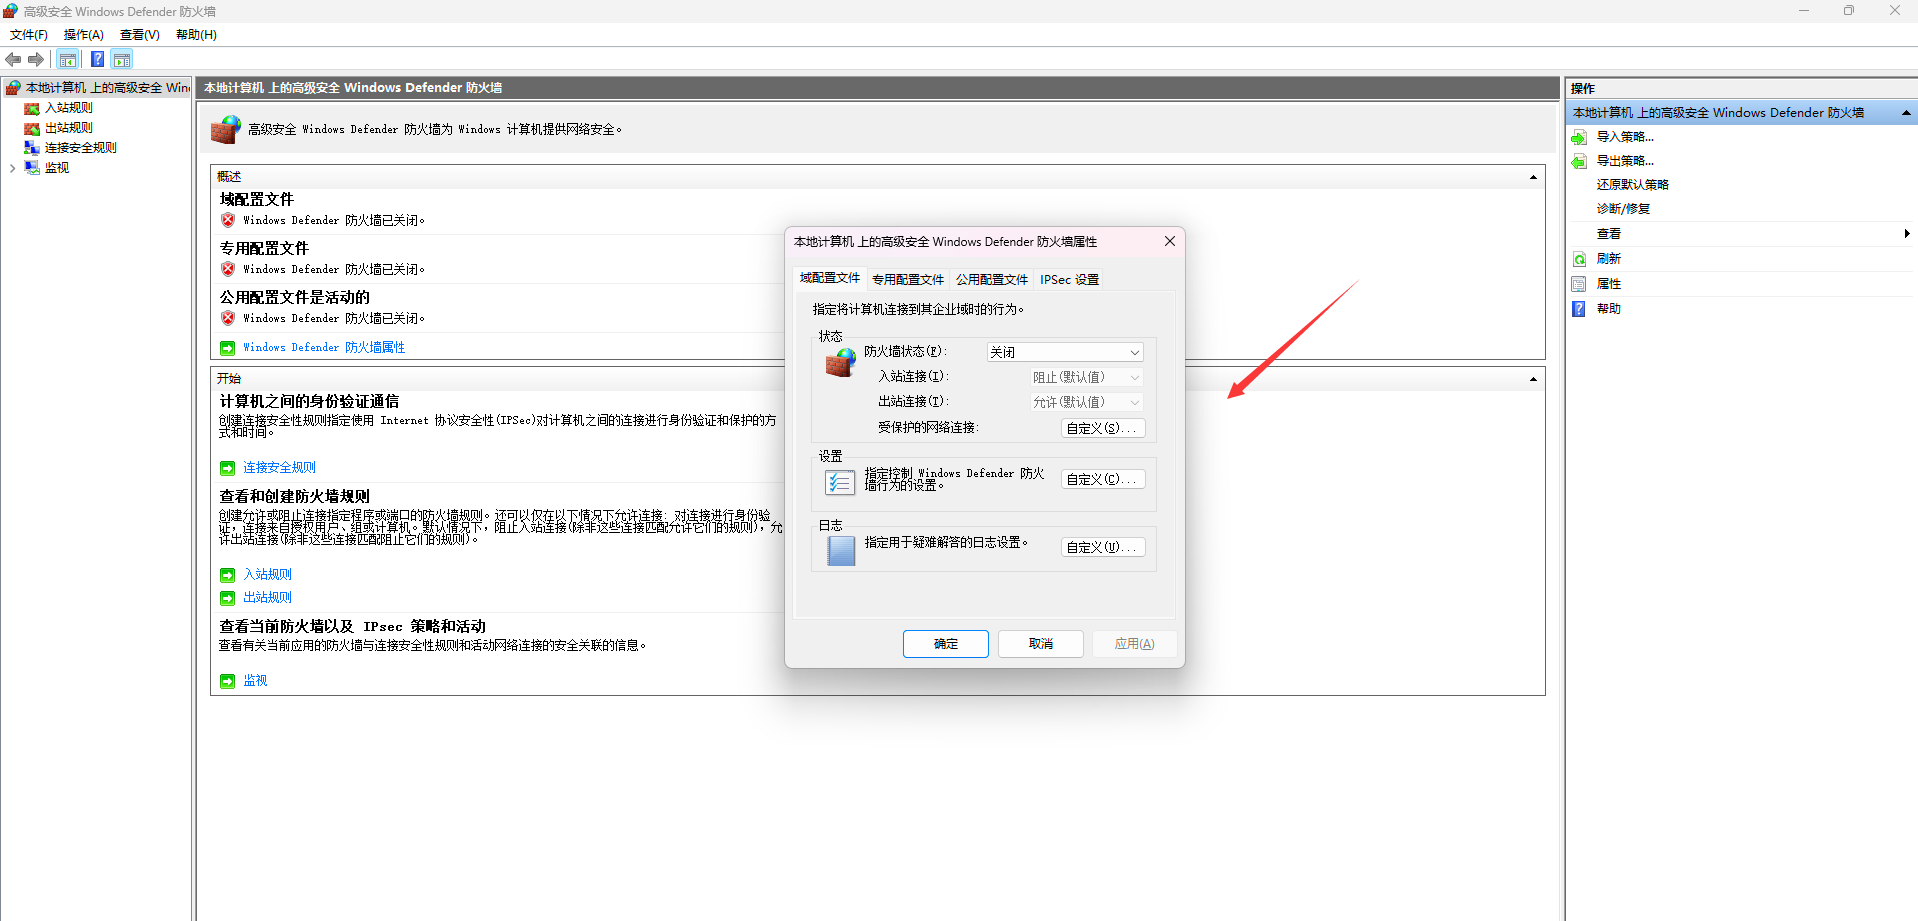 高级安全 Windows Defender 防火墙
文件(F) 操作(A) 查看(V) 帮助(H)
本地计算机 上的高级安全 Win
入站规则
出站规则
连接安全规则
监视
本地计算机 上的高级安全 Windows Defender 防火墙
高级安全 Windows Defender 防火墙为 Windows 计算机提供网络安全。
概述
域配置文件
Windows Defender 防火墙已关闭。
专用配置文件
Windows Defender 防火墙已关闭。
公用配置文件是活动的
Windows Defender 防火墙已关闭。
Windows Defender 防火墙属性
开始
计算机之间的身份验证通信
创建连接安全性规则指定使用 Internet 协议安全性(IPSec)对计算机之间的连接进行身份验证和保护的方
式和时间。
连接安全规则
查看和创建防火墙规则
创建允许或阻止连接指定程序或端口的防火墙规则。还可以仅在以下情况下允许连接: 对连接进行身份验
证, 连接来自授权用户、组或计算机。默认情况下, 阻止入站连接(除非这些连接匹配允许它们的规则), 允
许出站连接(除非这些连接匹配阻止它们的规则)。
入站规则
出站规则
查看当前防火墙以及 IPsec 策略和活动
查看有关当前应用的防火墙与连接安全性规则和活动网络连接的安全关联的信息。
监视
本地计算机 上的高级安全 Windows Defender 防火墙属性
域配置文件 专用配置文件 公用配置文件 IPSec 设置
指定将计算机连接到其企业域时的行为。
状态
防火墙状态(F): 关闭
入站连接(I): 阻止(默认值)
出站连接(T): 允许(默认值)
受保护的网络连接: 自定义(S)...
设置
指定控制 Windows Defender 防火
墙行为的设置。
自定义(C)...
日志
指定用于疑难解答的日志设置。 自定义(U)...
确定 取消 应用(A)
操作
本地计算机 上的高级安全 Windows Defender 防火墙
导入策略...
导出策略...
还原默认策略
诊断/修复
查看
刷新
属性
帮助